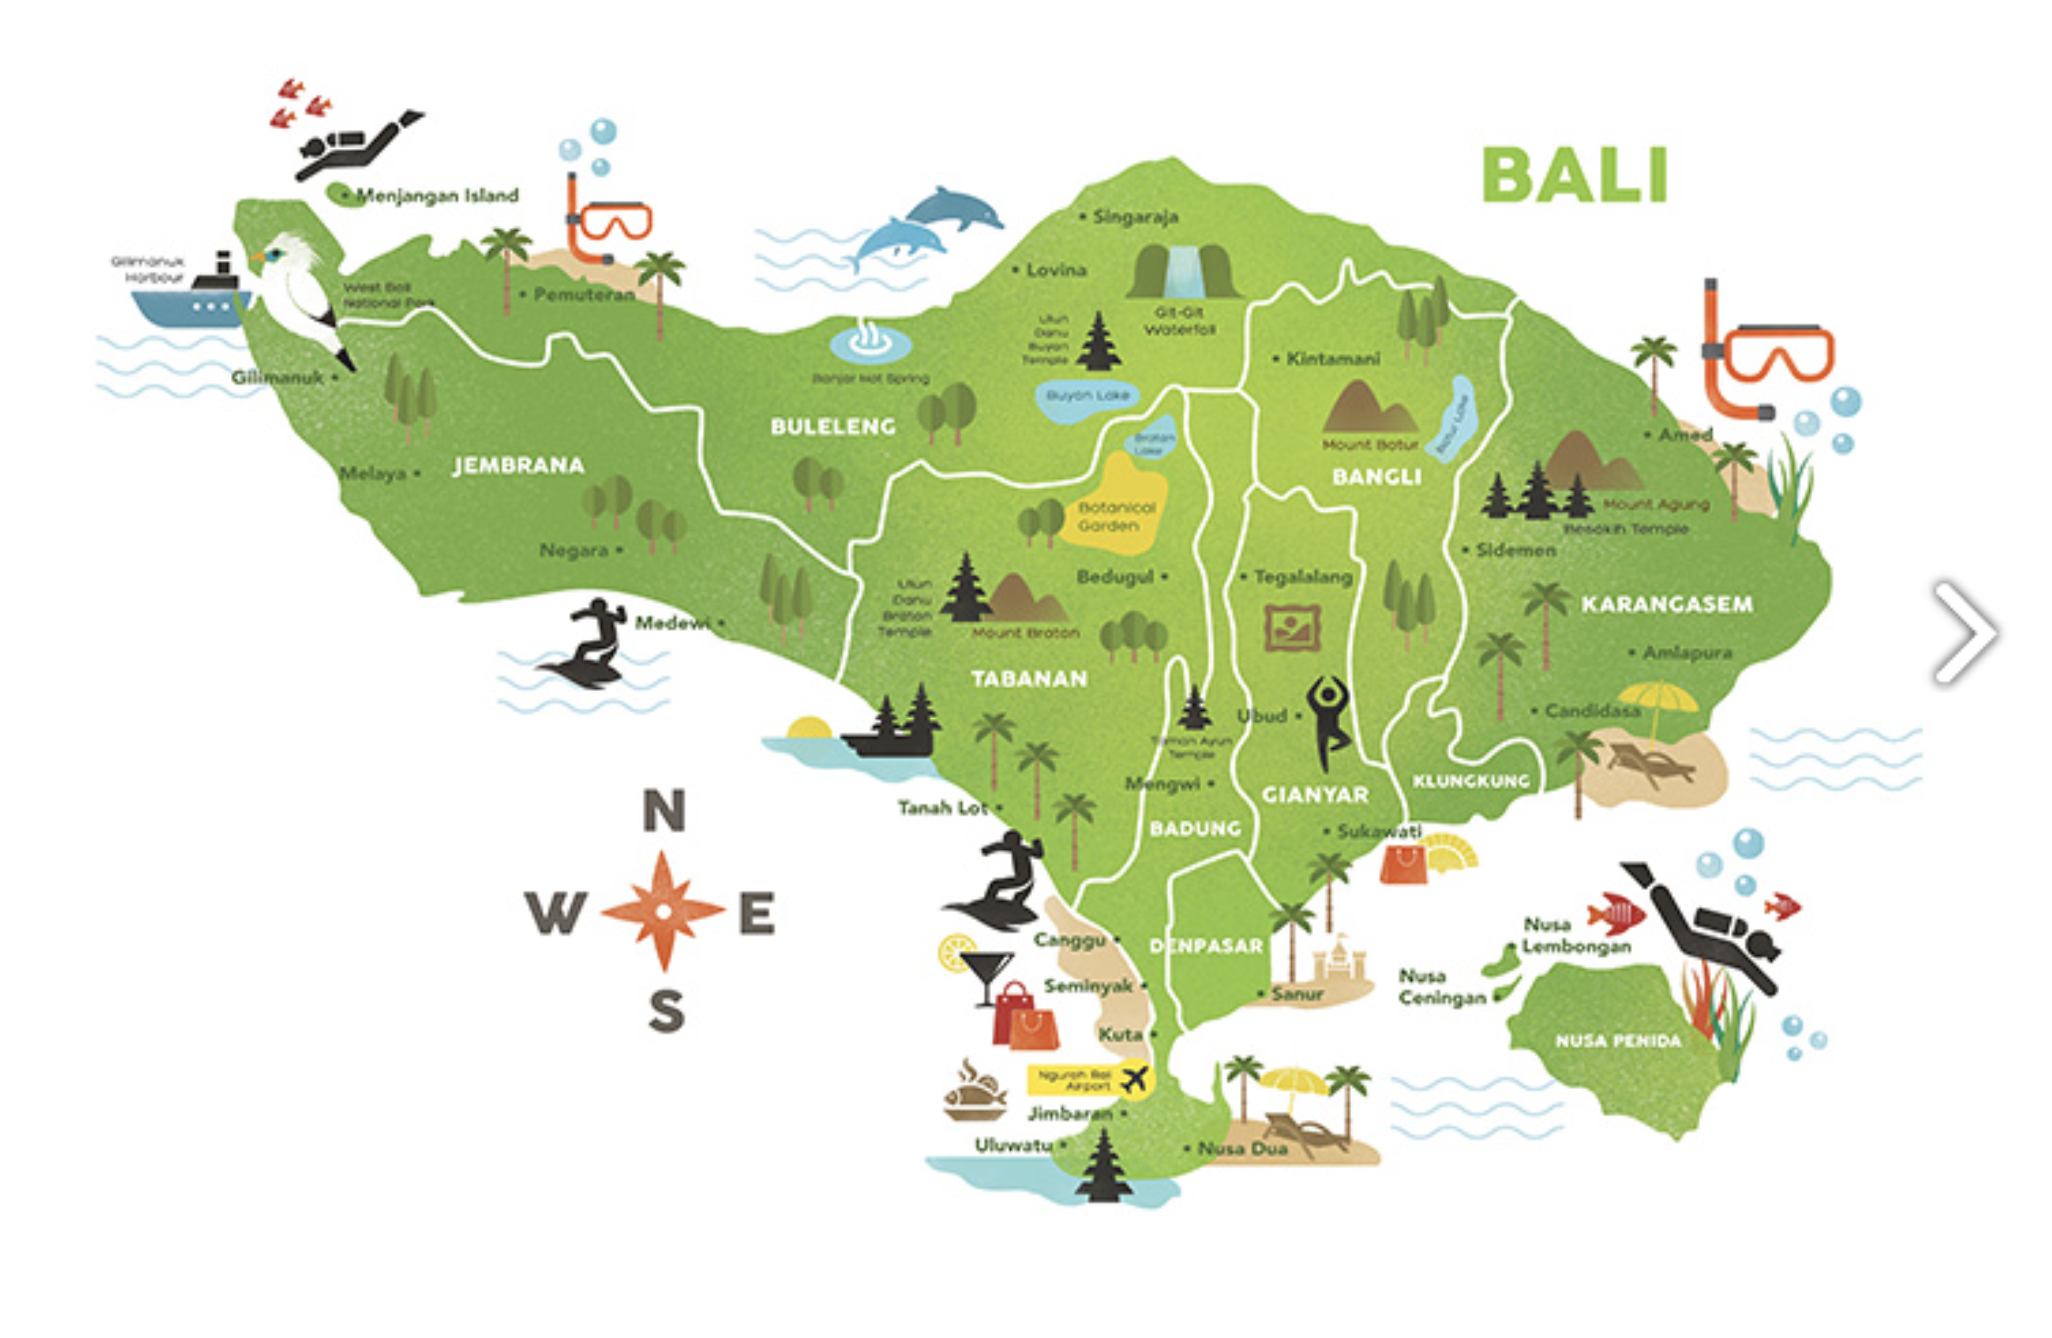 BALI
Menjangan Island
Gilimanuk
Harbour
West Bali
National Park
Pemuteran
Gilimanuk
Singaraja
Lovina
Git-Git
Waterfall
Ulun
Danu
Buyan
Temple
Banjar Hot Spring
Buyan Lake
Kintamani
BULELENG
Bratan
Lake
Mount Batur
Batur Lake
BANGLI
Amed
Melaya
JEMBRANA
Botanical
Garden
Mount Agung
Besakih Temple
Negara
Sidemen
Bedugul
Tegalalang
Ulun
Danu
Bratan
Temple
Mount Bratan
KARANGASEM
Medewi
Amlapura
TABANAN
Ubud
Candidasa
Taman Ayun
Temple
Mengwi
GIANYAR
KLUNGKUNG
Tanah Lot
BADUNG
Sukawati
N
W
E
S
Canggu
DENPASAR
Nusa
Lembongan
Seminyak
Sanur
Nusa
Ceningan
Kuta
NUSA PENIDA
Ngurah Rai
Airport
Jimbaran
Uluwatu
Nusa Dua